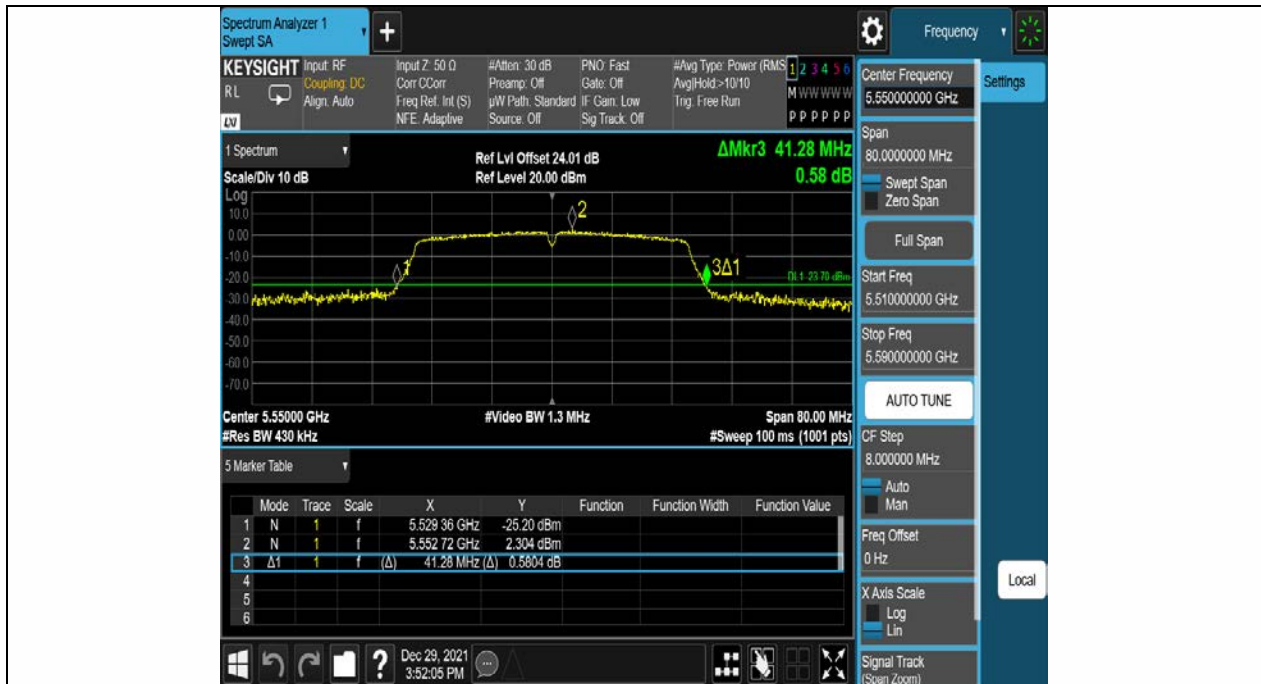 Spectrum Analyzer 1
Swept SA
+
Frequency
KEYSIGHT
RL
LXI
Input: RF
Coupling: DC
Align: Auto
Input Z: 50 Ω
Corr CCorr
Freq Ref: Int (S)
NFE: Adaptive
#Atten: 30 dB
Preamp: Off
µW Path: Standard
Source: Off
PNO: Fast
Gate: Off
IF Gain: Low
Sig Track: Off
#Avg Type: Power (RMS
Avg|Hold:>10/10
Trig: Free Run
1 2 3 4 5 6
M W W W W W
P P P P P P
1 Spectrum
Scale/Div 10 dB
Ref Lvl Offset 24.01 dB
Ref Level 20.00 dBm
ΔMkr3 41.28 MHz
0.58 dB
Log
10.0
0.00
-10.0
-20.0
-30.0
-40.0
-50.0
-60.0
-70.0
2
1
3Δ1
DL1 -23.70 dBm
Center 5.55000 GHz
#Video BW 1.3 MHz
Span 80.00 MHz
#Res BW 430 kHz
#Sweep 100 ms (1001 pts)
5 Marker Table
Mode Trace Scale X Y Function Function Width Function Value
1 N 1 f 5.529 36 GHz -25.20 dBm
2 N 1 f 5.552 72 GHz 2.304 dBm
3 Δ1 1 f (Δ) 41.28 MHz (Δ) 0.5804 dB
4
5
6
?
Dec 29, 2021
3:52:05 PM
Center Frequency
5.550000000 GHz
Settings
Span
80.0000000 MHz
Swept Span
Zero Span
Full Span
Start Freq
5.510000000 GHz
Stop Freq
5.590000000 GHz
AUTO TUNE
CF Step
8.000000 MHz
Auto
Man
Freq Offset
0 Hz
X Axis Scale
Log
Lin
Local
Signal Track
(Span Zoom)